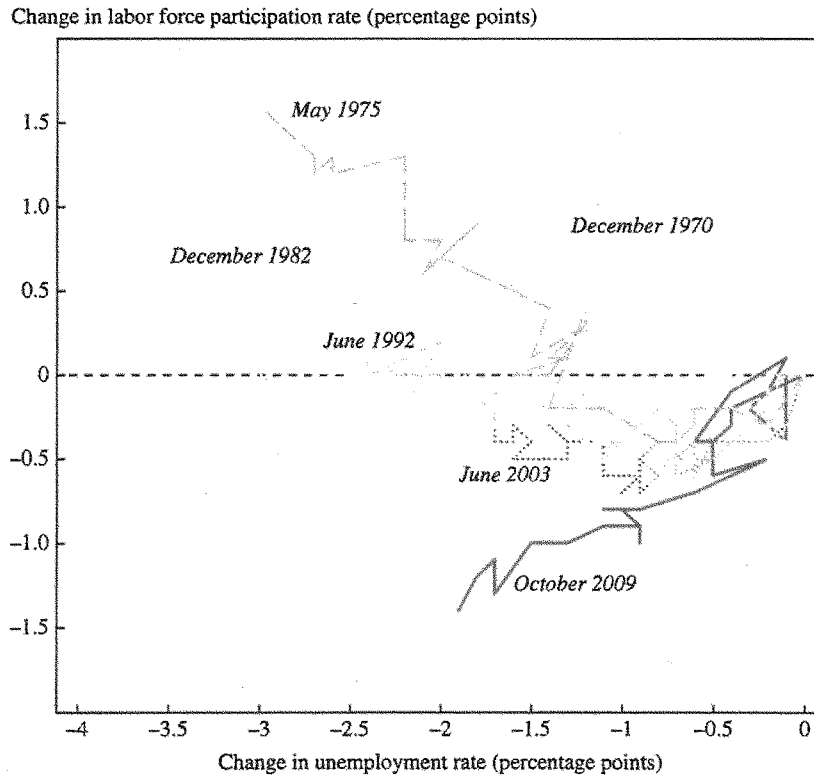 Change in labor force participation rate (percentage points)
1.5
1.0
0.5
0
−0.5
−1.0
−1.5
May 1975
December 1970
December 1982
June 1992
June 2003
October 2009
−4
−3
−3
−2.5
−2
−1.5
−1
−0.5
0
Change in unemployment rate (percentage points)